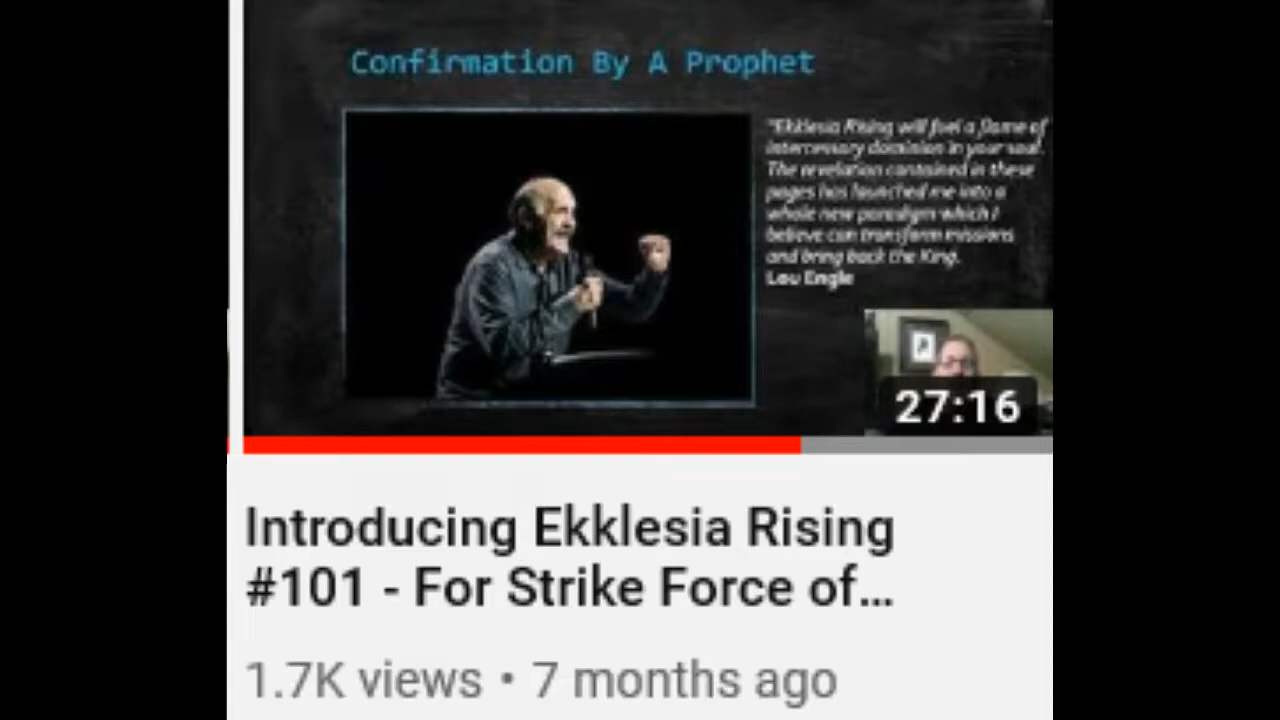 Confirmation By A Prophet
"Ekklesia Rising will fuel a flame of
intercessory dominion in your soul.
The revelation contained in these
pages has launched me into a
whole new paradigm which I
believe can transform missions
and bring back the King.
Lou Engle
27:16
Introducing Ekklesia Rising
#101 - For Strike Force of…
1.7K views • 7 months ago